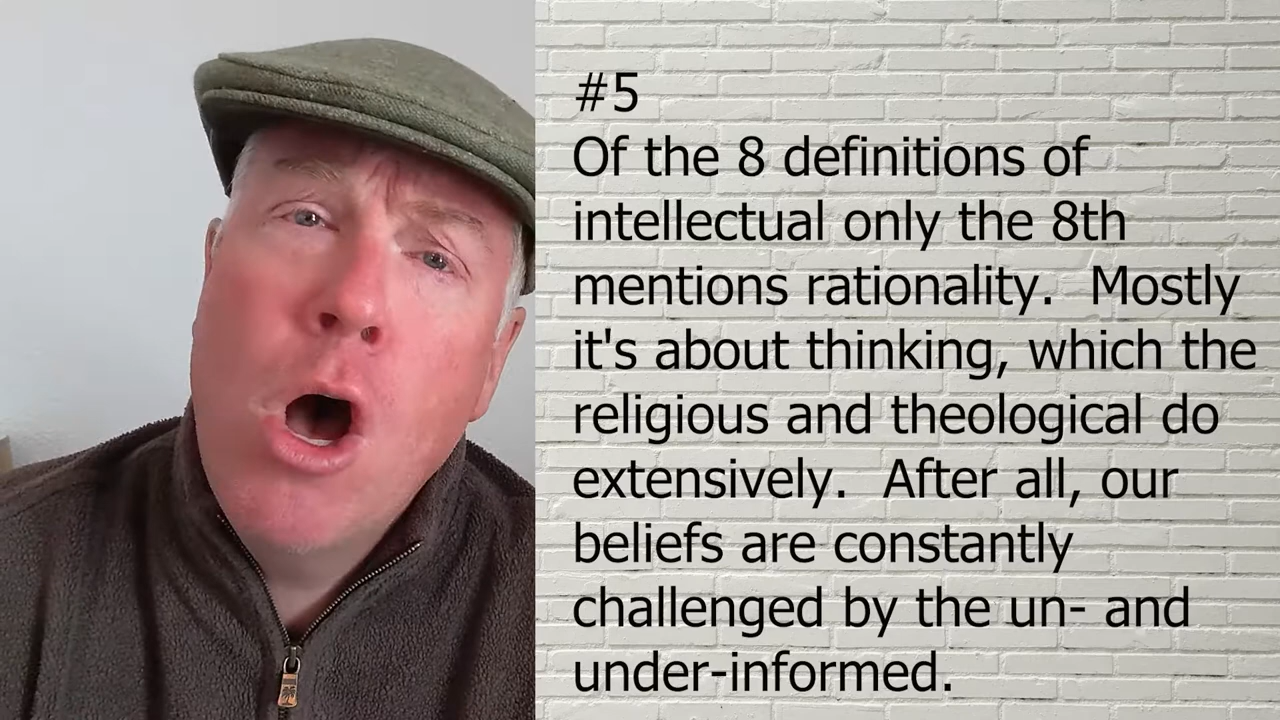 #5
Of the 8 definitions of
intellectual only the 8th
mentions rationality.  Mostly
it's about thinking, which the
religious and theological do
extensively.  After all, our
beliefs are constantly
challenged by the un- and
under-informed.